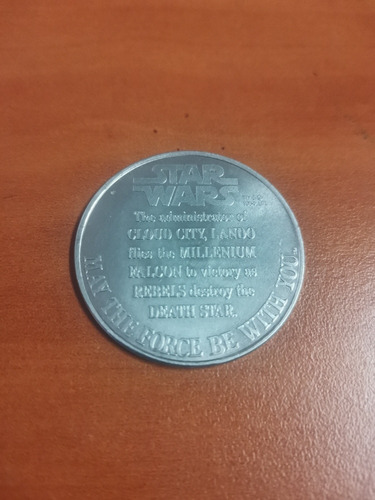 STAR
WARS
The administrator of
CLOUD CITY, LANDO
flies the MILLENIUM
FALCON to victory as
REBELS destroy the
DEATH STAR.
MAY THE FORCE BE WITH YOU.